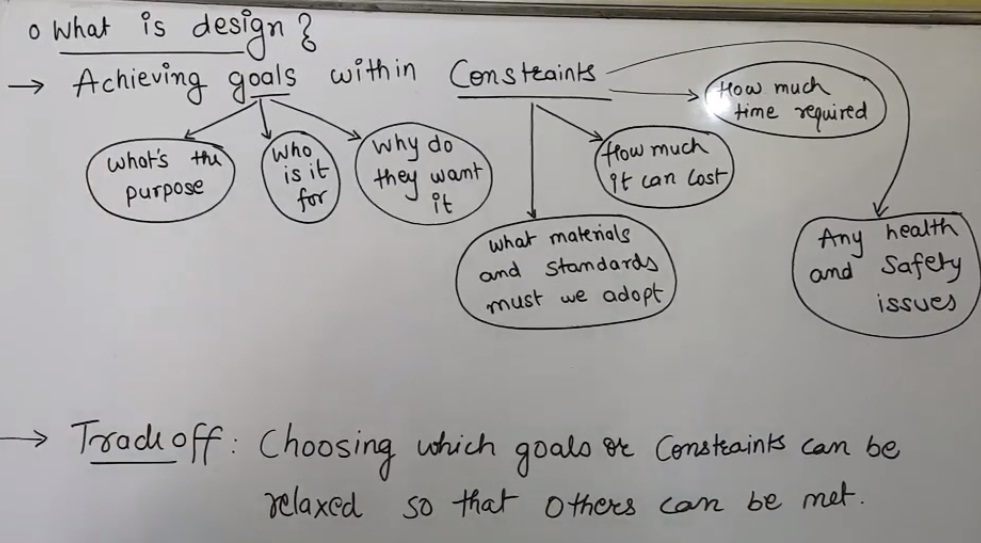 o What is design?
→ Achieving goals within Constraints
How much
time required
what's the
purpose
who
is it
for
why do
they want
it
How much
it can cost
what materials
and standards
must we adopt
Any health
and safety
issues
→ Trade off : Choosing which goals or Constraints can be
relaxed so that others can be met.